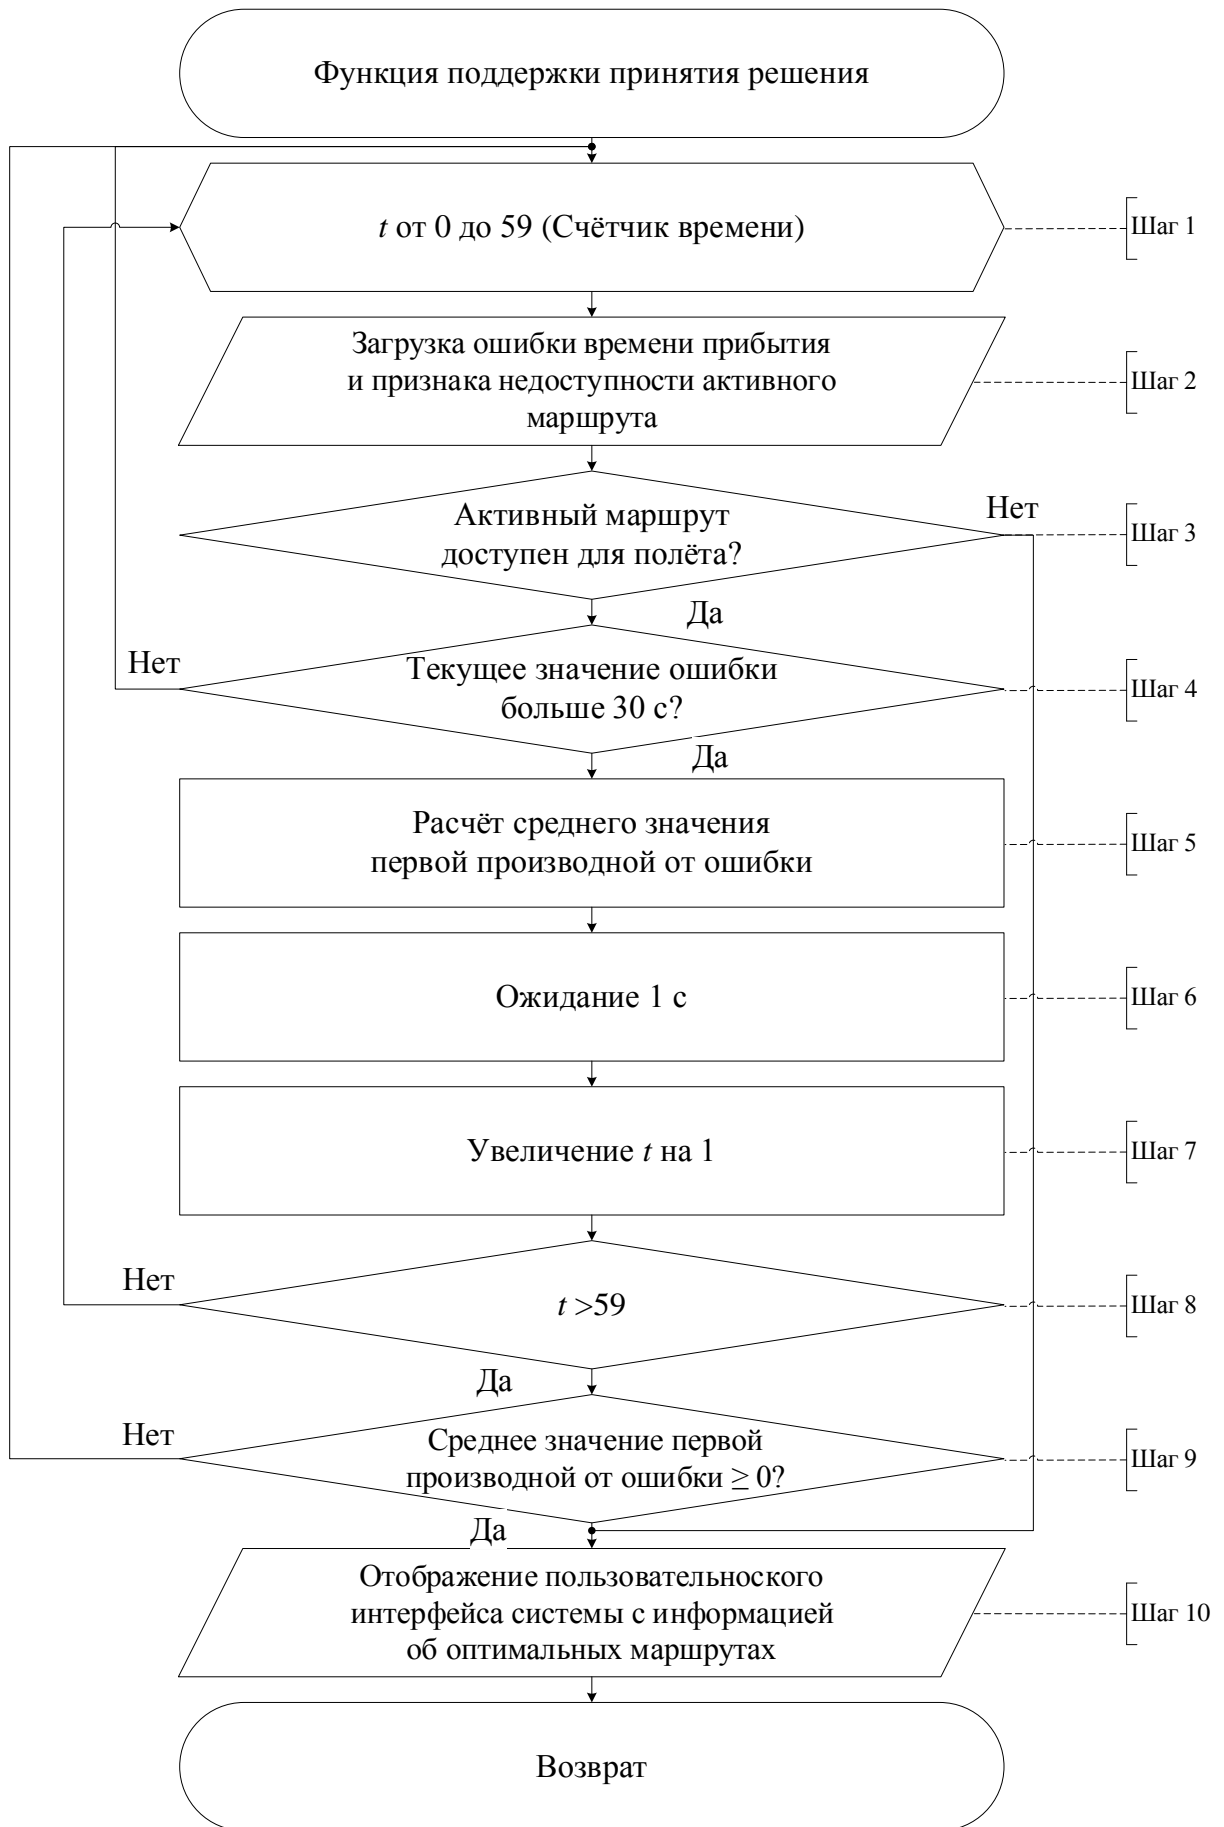 Функция поддержки принятия решения
t от 0 до 59 (Счётчик времени)
Шаг 1
Загрузка ошибки времени прибытия
и признака недоступности активного
маршрута
Шаг 2
Активный маршрут
доступен для полёта?
Нет
Шаг 3
Да
Нет
Текущее значение ошибки
больше 30 с?
Шаг 4
Да
Расчёт среднего значения
первой производной от ошибки
Шаг 5
Ожидание 1 с
Шаг 6
Увеличение t на 1
Шаг 7
Нет
t >59
Шаг 8
Да
Нет
Среднее значение первой
производной от ошибки ≥ 0?
Шаг 9
Да
Отображение пользовательноского
интерфейса системы с информацией
об оптимальных маршрутах
Шаг 10
Возврат